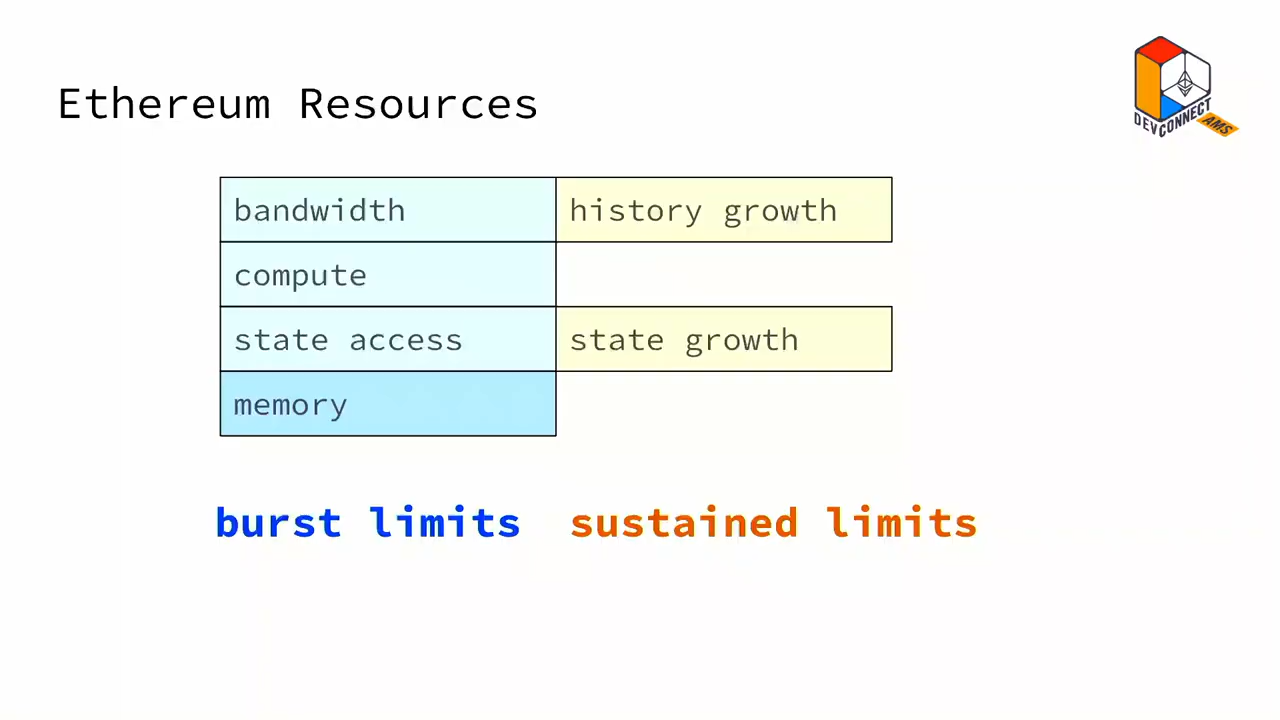 Ethereum Resources
DEVCONNECT
AMS
bandwidth history growth
compute
state access state growth
memory
burst limits sustained limits